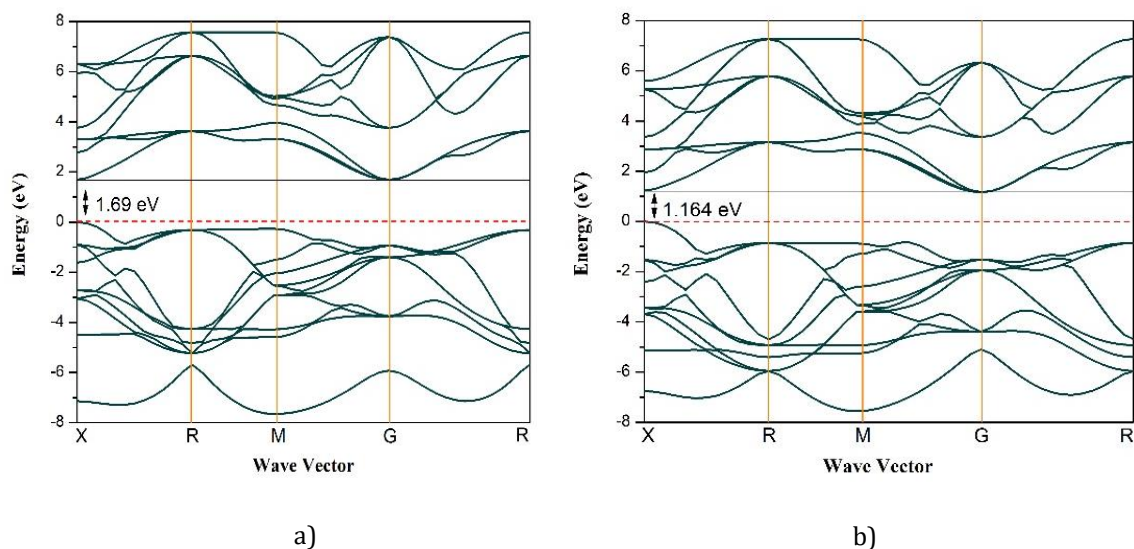 8
6
4
2
0
-2
-4
-6
-8
Energy (eV)
1.69 eV
X R M G R
Wave Vector
a)
8
6
4
2
0
-2
-4
-6
-8
Energy (eV)
1.164 eV
X R M G R
Wave Vector
b)